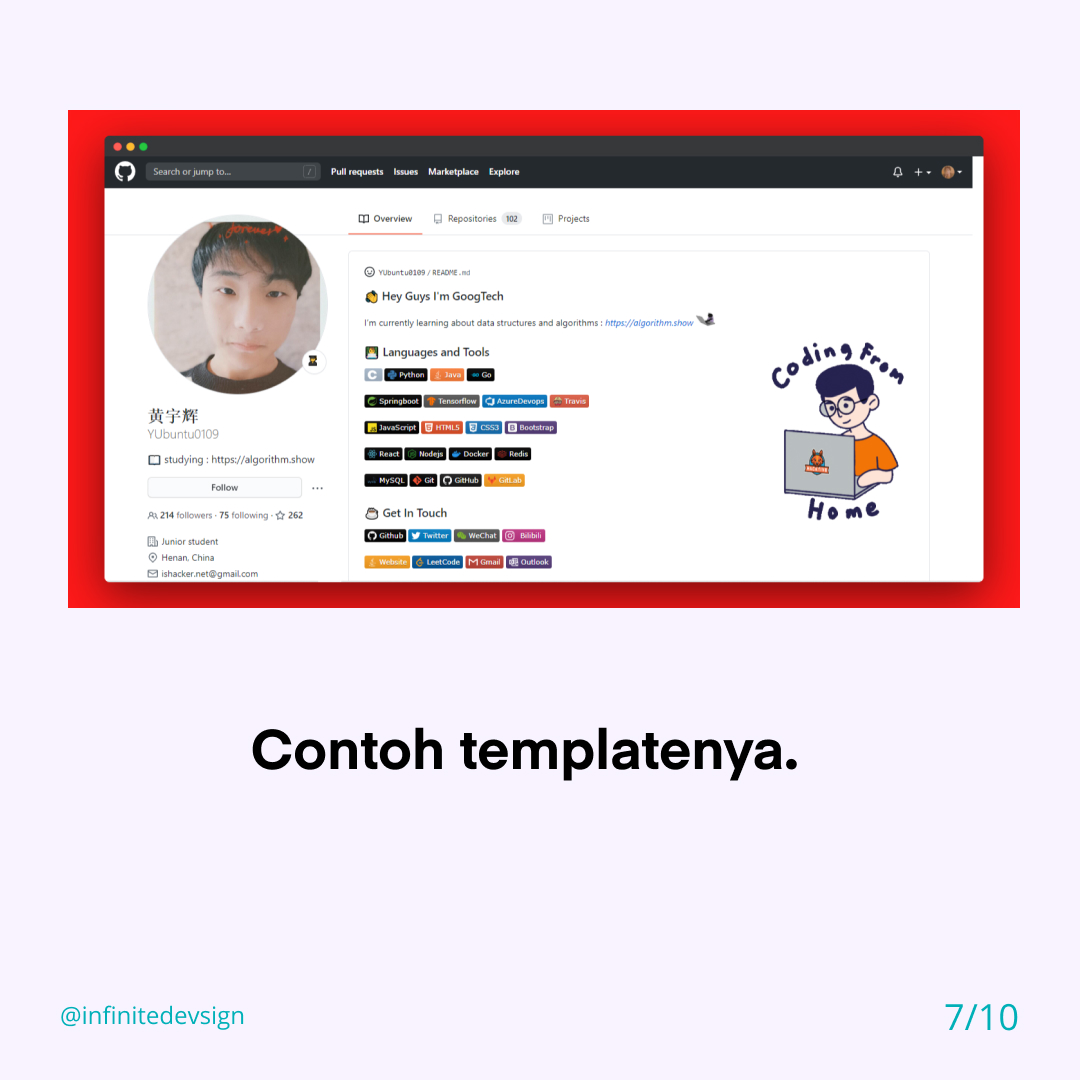 Search or jump to...
/
Pull requests Issues Marketplace Explore
Overview Repositories 102 Projects
forever
YUbuntu0109 / README.md
Hey Guys I'm GoogTech
I'm currently learning about data structures and algorithms : https://algorithm.show
Languages and Tools
C Python Java Go
Springboot Tensorflow AzureDevops Travis
JavaScript HTML5 CSS3 Bootstrap
React Nodejs Docker Redis
MySQL Git GitHub GitLab
Get In Touch
Github Twitter WeChat Bilibili
Website LeetCode Gmail Outlook
Coding From
Home
黄宇辉
YUbuntu0109
studying : https://algorithm.show
Follow
...
214 followers · 75 following · 262
Junior student
Henan, China
ishacker.net@gmail.com
Contoh templatenya.
@infinitedevsign
7/10